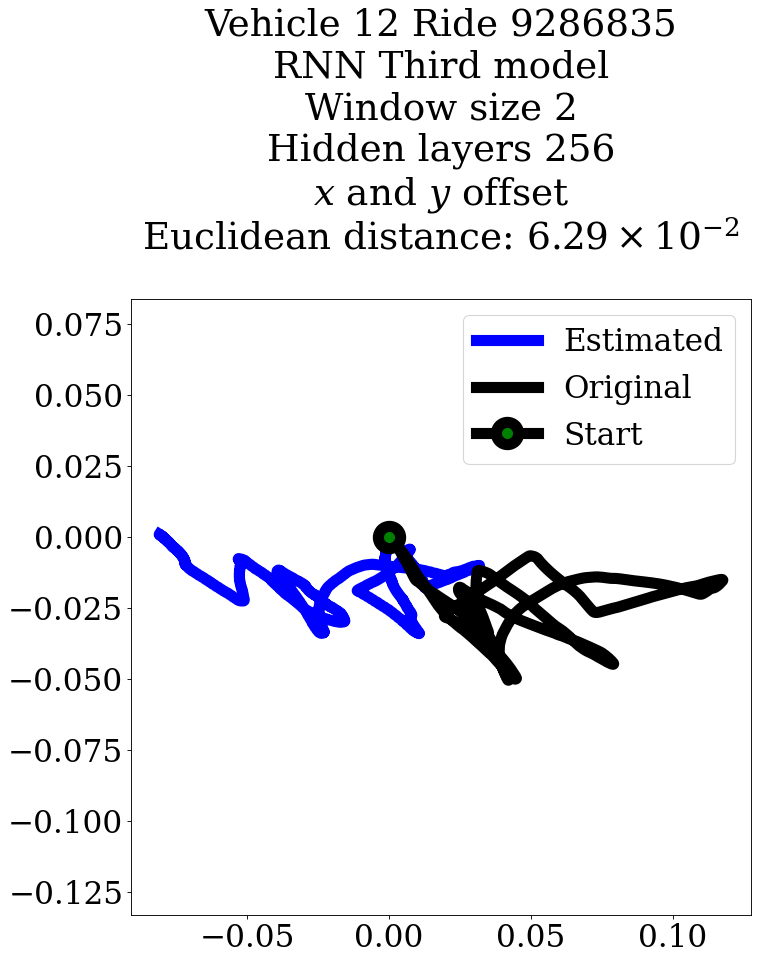 Vehicle 12 Ride 9286835
RNN Third model
Window size 2
Hidden layers 256
x and y offset
Euclidean distance: 6.29 × 10⁻²
Estimated
Original
Start
0.075
0.050
0.025
0.000
−0.025
−0.050
−0.075
−0.100
−0.125
−0.05 0.00 0.05 0.10